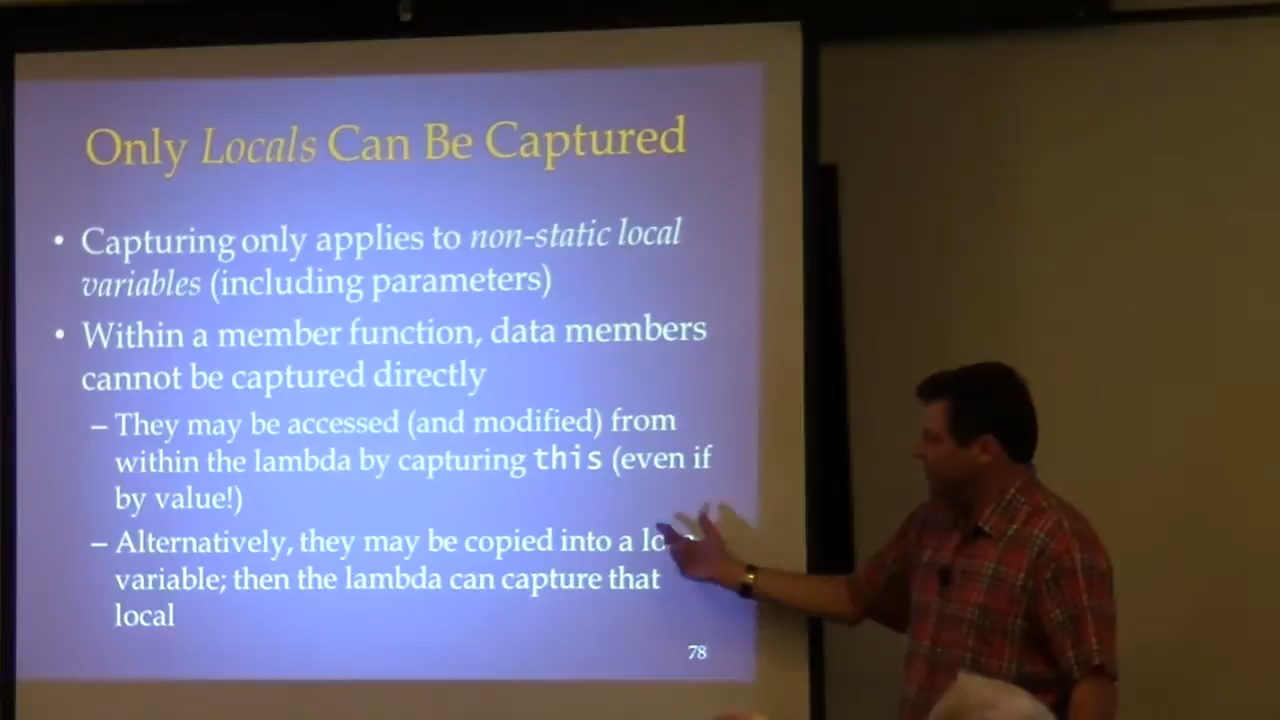 Only Locals Can Be Captured
• Capturing only applies to non-static local
variables (including parameters)
• Within a member function, data members
cannot be captured directly
– They may be accessed (and modified) from
within the lambda by capturing this (even if
by value!)
– Alternatively, they may be copied into a
variable; then the lambda can capture that
local
78